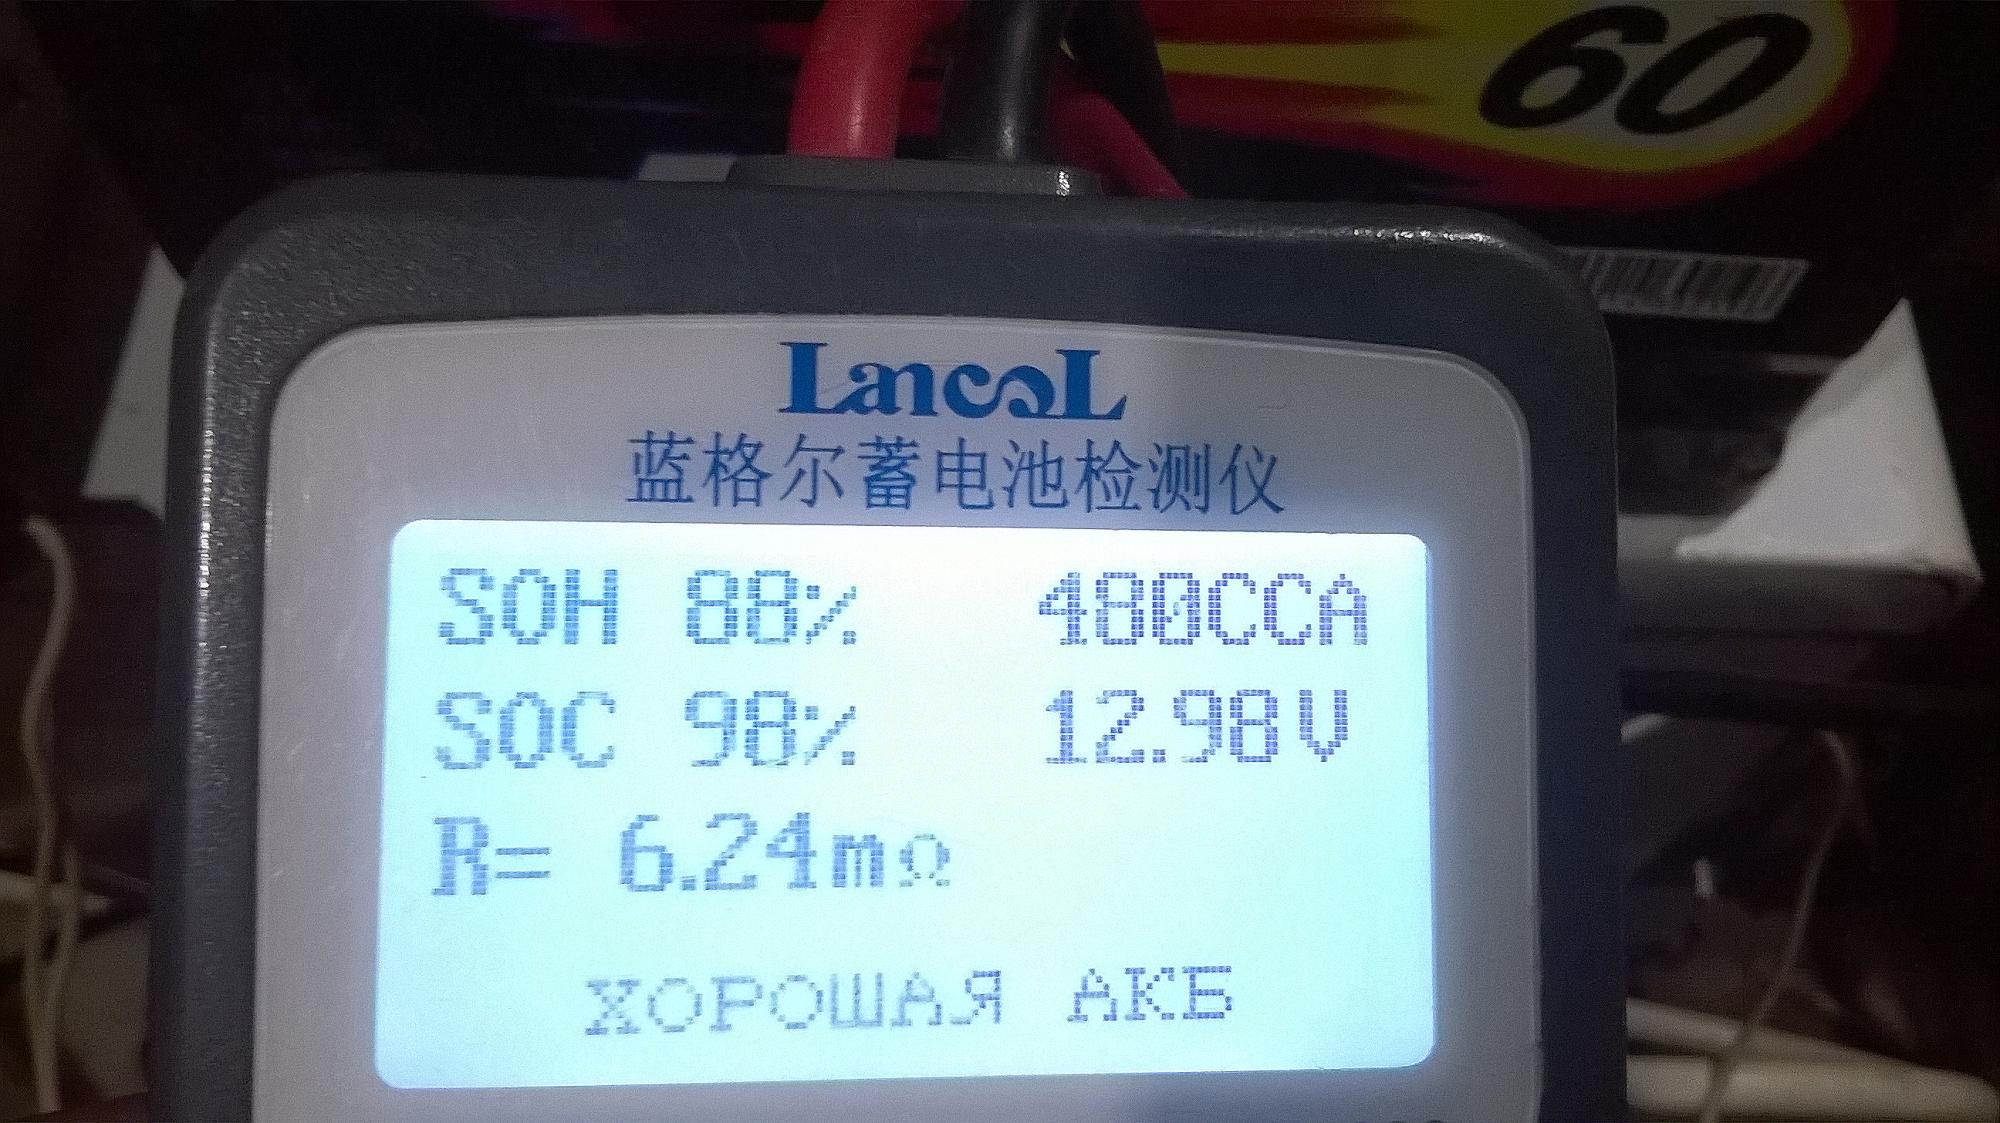 60
LancoL
蓝格尔蓄电池检测仪
SOH 88% 480CCA
SOC 98% 12.98V
R= 6.24mΩ
ХОРОШАЯ АКБ